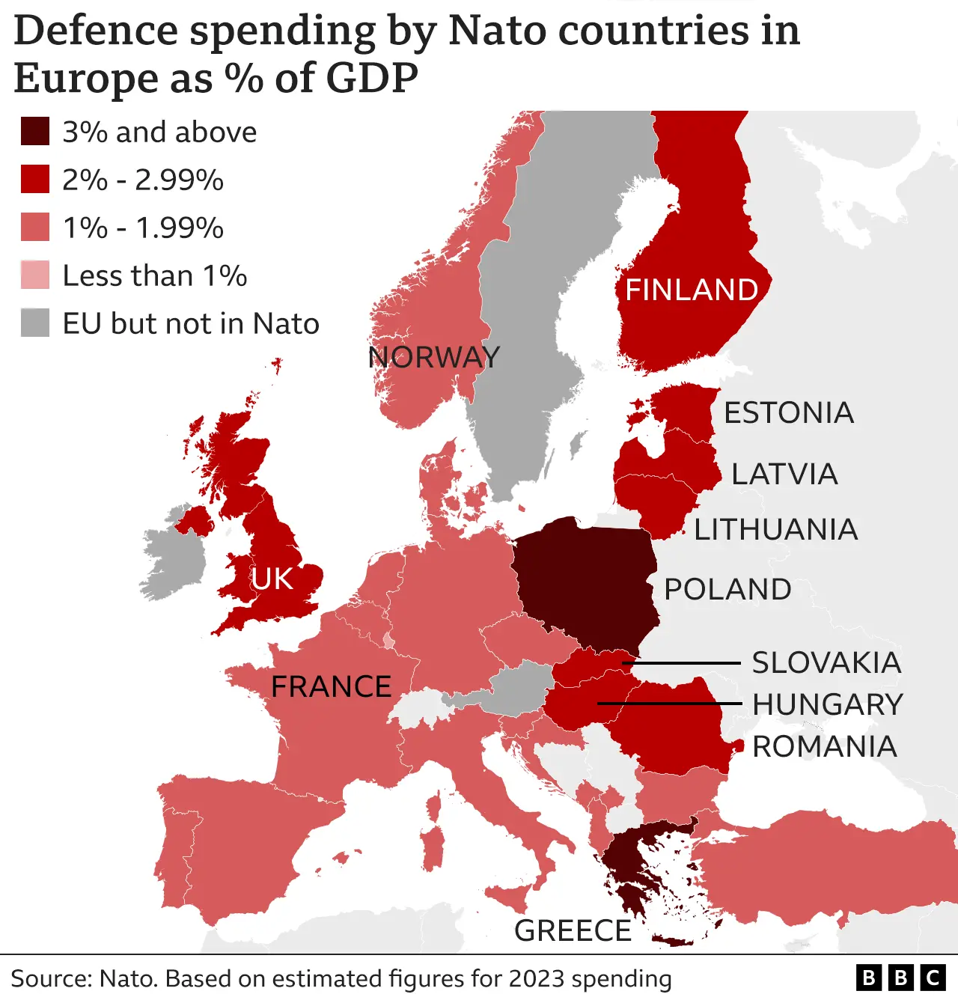 Defence spending by Nato countries in
Europe as % of GDP
3% and above
2% - 2.99%
1% - 1.99%
Less than 1%
EU but not in Nato
FINLAND
NORWAY
ESTONIA
LATVIA
LITHUANIA
UK
POLAND
SLOVAKIA
FRANCE
HUNGARY
ROMANIA
GREECE
Source: Nato. Based on estimated figures for 2023 spending
BBC